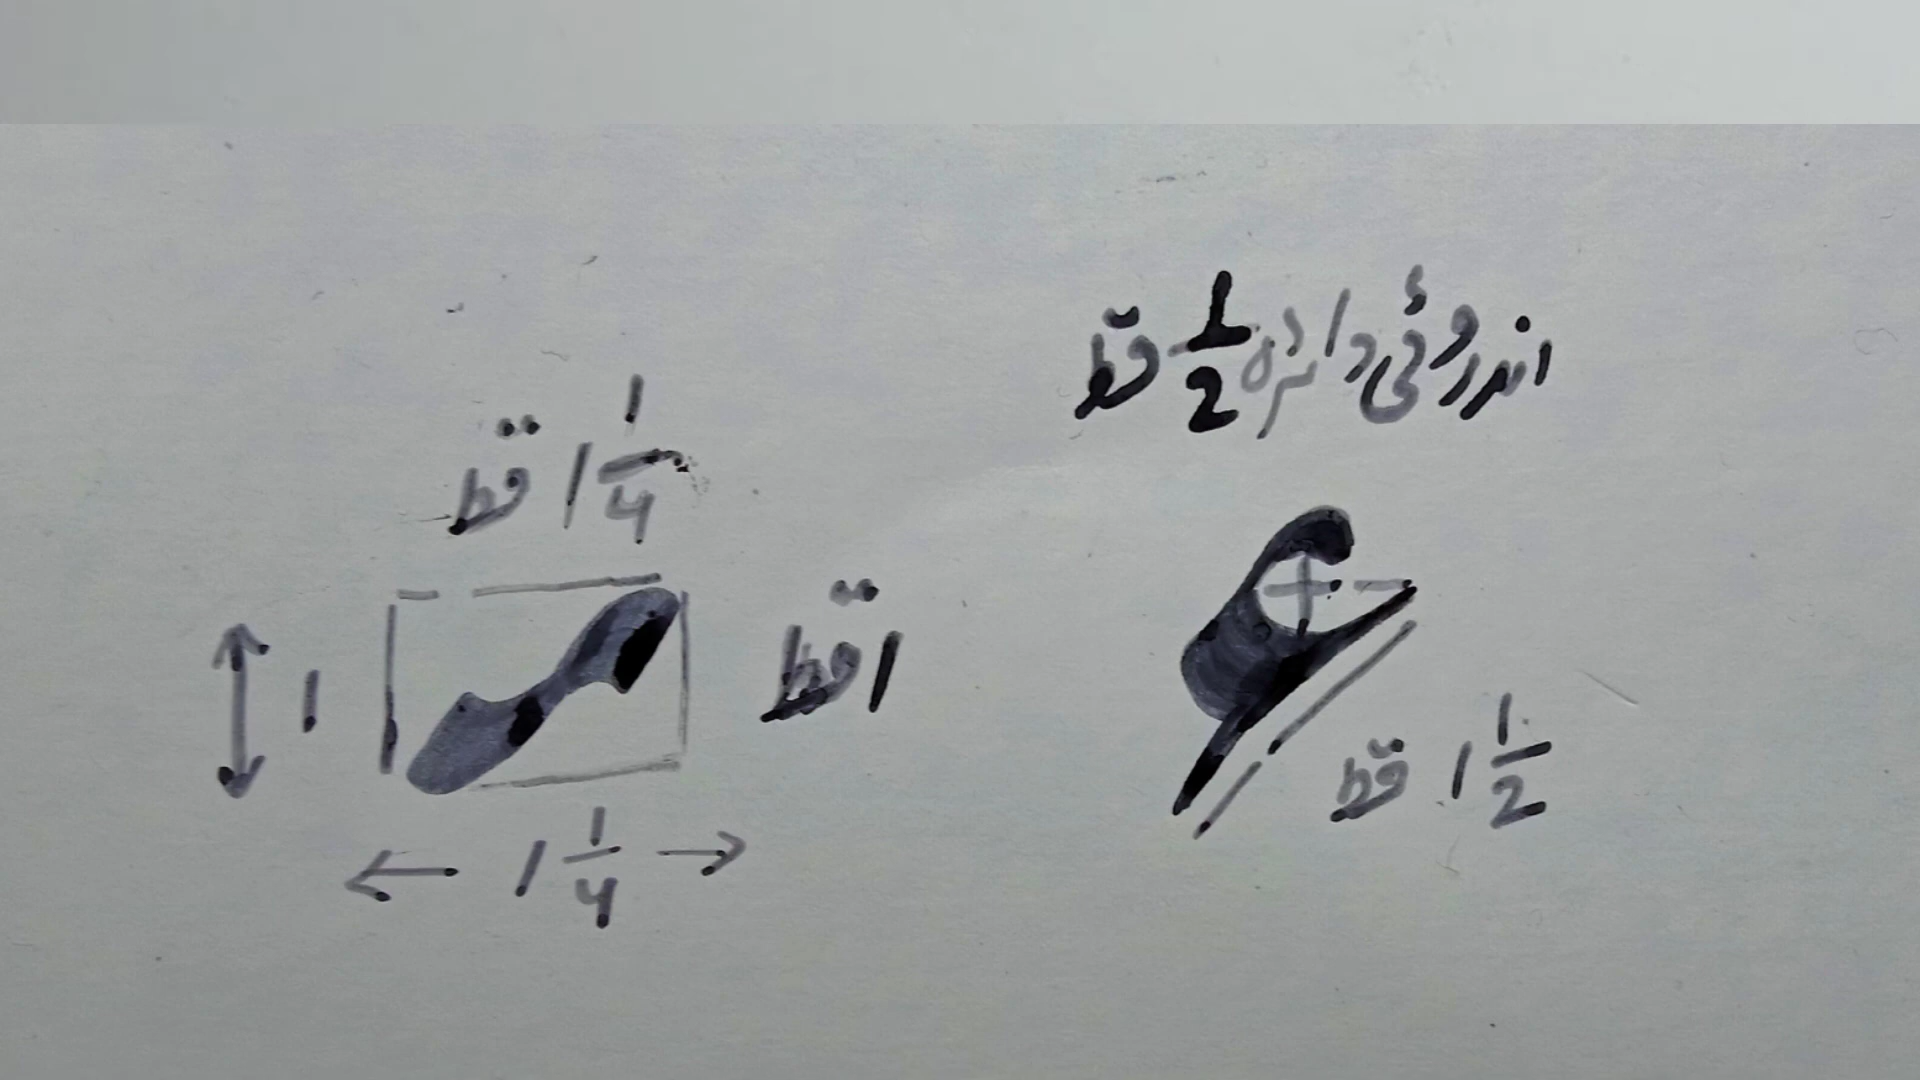 اندرونی دائرہ 1/2 قط
1 1/4 قط
1 قط
1
1 1/2 قط
1 1/4